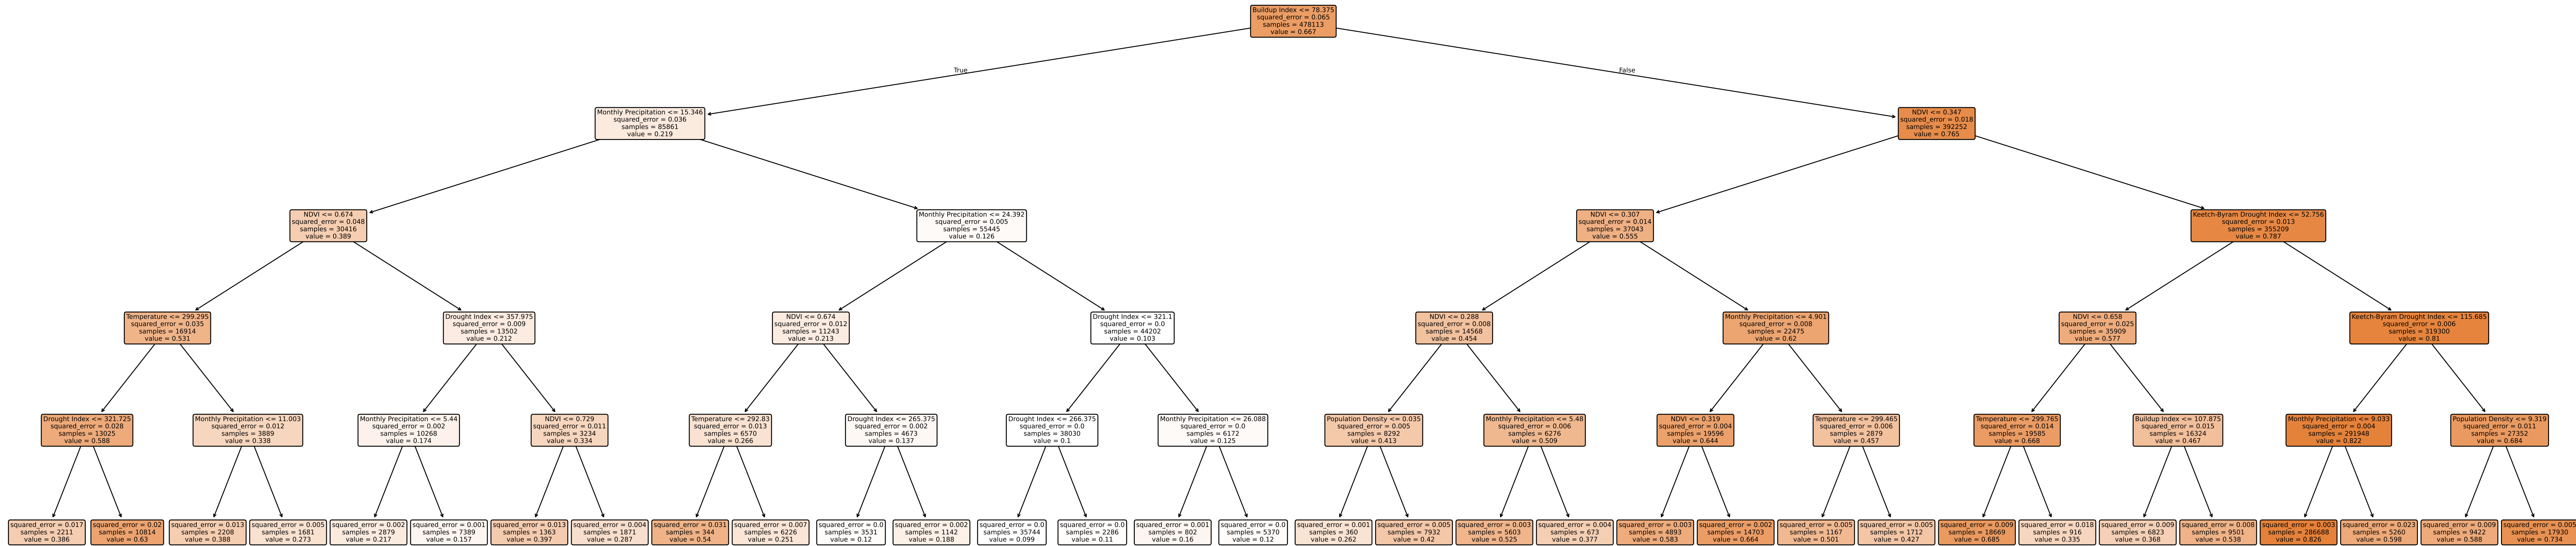 Buildup Index <= 78.375
squared_error = 0.065
samples = 478113
value = 0.667
True
False
Monthly Precipitation <= 15.346
squared_error = 0.036
samples = 85861
value = 0.219
NDVI <= 0.347
squared_error = 0.018
samples = 392252
value = 0.765
NDVI <= 0.674
squared_error = 0.048
samples = 30416
value = 0.389
Monthly Precipitation <= 24.392
squared_error = 0.005
samples = 55445
value = 0.126
NDVI <= 0.307
squared_error = 0.014
samples = 37043
value = 0.555
Keetch-Byram Drought Index <= 52.756
squared_error = 0.013
samples = 355209
value = 0.787
Temperature <= 299.295
squared_error = 0.035
samples = 16914
value = 0.531
Drought Index <= 357.975
squared_error = 0.009
samples = 13502
value = 0.212
NDVI <= 0.674
squared_error = 0.012
samples = 11243
value = 0.213
Drought Index <= 321.1
squared_error = 0.0
samples = 44202
value = 0.103
NDVI <= 0.288
squared_error = 0.008
samples = 14568
value = 0.454
Monthly Precipitation <= 4.901
squared_error = 0.008
samples = 22475
value = 0.62
NDVI <= 0.658
squared_error = 0.025
samples = 35909
value = 0.577
Keetch-Byram Drought Index <= 115.685
squared_error = 0.006
samples = 319300
value = 0.81
Drought Index <= 321.725
squared_error = 0.028
samples = 13025
value = 0.588
Monthly Precipitation <= 11.003
squared_error = 0.012
samples = 3889
value = 0.338
Monthly Precipitation <= 5.44
squared_error = 0.002
samples = 10268
value = 0.174
NDVI <= 0.729
squared_error = 0.011
samples = 3234
value = 0.334
Temperature <= 292.83
squared_error = 0.013
samples = 6570
value = 0.266
Drought Index <= 265.375
squared_error = 0.002
samples = 4673
value = 0.137
Drought Index <= 266.375
squared_error = 0.0
samples = 38030
value = 0.1
Monthly Precipitation <= 26.088
squared_error = 0.0
samples = 6172
value = 0.125
Population Density <= 0.035
squared_error = 0.005
samples = 8292
value = 0.413
Monthly Precipitation <= 5.48
squared_error = 0.006
samples = 6276
value = 0.509
NDVI <= 0.319
squared_error = 0.004
samples = 19596
value = 0.644
Temperature <= 299.465
squared_error = 0.006
samples = 2879
value = 0.457
Temperature <= 299.765
squared_error = 0.014
samples = 19585
value = 0.668
Buildup Index <= 107.875
squared_error = 0.015
samples = 16324
value = 0.467
Monthly Precipitation <= 9.033
squared_error = 0.004
samples = 291948
value = 0.822
Population Density <= 9.319
squared_error = 0.011
samples = 27352
value = 0.684
squared_error = 0.017
samples = 2211
value = 0.386
squared_error = 0.02
samples = 10814
value = 0.63
squared_error = 0.013
samples = 2208
value = 0.388
squared_error = 0.005
samples = 1681
value = 0.273
squared_error = 0.002
samples = 2879
value = 0.217
squared_error = 0.001
samples = 7389
value = 0.157
squared_error = 0.013
samples = 1363
value = 0.397
squared_error = 0.004
samples = 1871
value = 0.287
squared_error = 0.031
samples = 344
value = 0.54
squared_error = 0.007
samples = 6226
value = 0.251
squared_error = 0.0
samples = 3531
value = 0.12
squared_error = 0.002
samples = 1142
value = 0.188
squared_error = 0.0
samples = 35744
value = 0.099
squared_error = 0.0
samples = 2286
value = 0.11
squared_error = 0.001
samples = 802
value = 0.16
squared_error = 0.0
samples = 5370
value = 0.12
squared_error = 0.001
samples = 360
value = 0.262
squared_error = 0.005
samples = 7932
value = 0.42
squared_error = 0.003
samples = 5603
value = 0.525
squared_error = 0.004
samples = 673
value = 0.377
squared_error = 0.003
samples = 4893
value = 0.583
squared_error = 0.002
samples = 14703
value = 0.664
squared_error = 0.005
samples = 1167
value = 0.501
squared_error = 0.005
samples = 1712
value = 0.427
squared_error = 0.009
samples = 18669
value = 0.685
squared_error = 0.018
samples = 916
value = 0.335
squared_error = 0.009
samples = 6823
value = 0.368
squared_error = 0.008
samples = 9501
value = 0.538
squared_error = 0.003
samples = 286688
value = 0.826
squared_error = 0.023
samples = 5260
value = 0.598
squared_error = 0.009
samples = 9422
value = 0.588
squared_error = 0.005
samples = 17930
value = 0.734